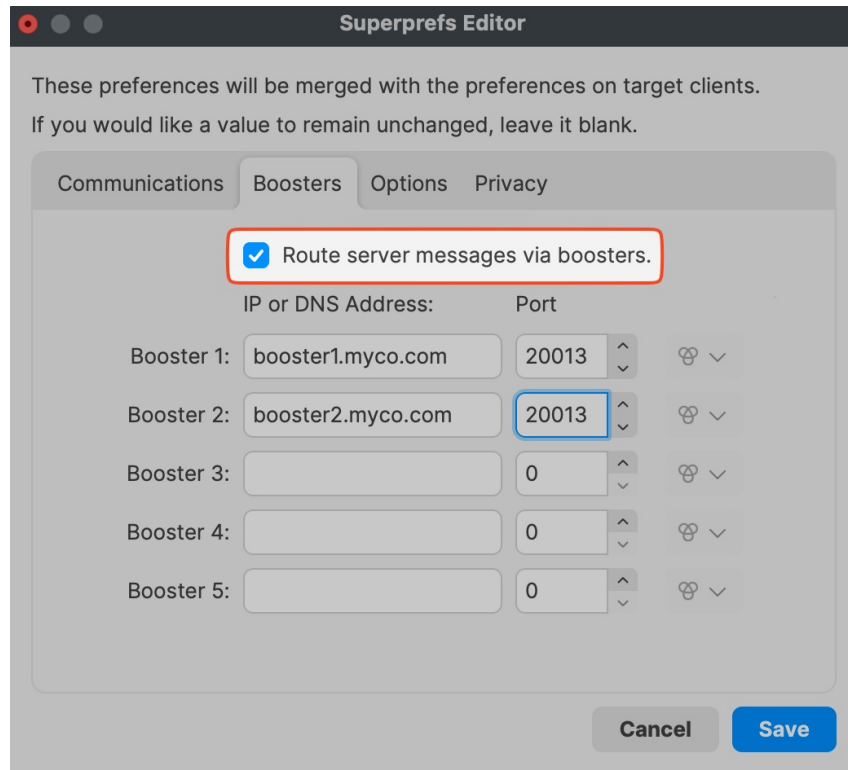 Superprefs Editor
These preferences will be merged with the preferences on target clients.
If you would like a value to remain unchanged, leave it blank.
Communications Boosters Options Privacy
Route server messages via boosters.
IP or DNS Address: Port
Booster 1: booster1.myco.com 20013
Booster 2: booster2.myco.com 20013
Booster 3: 0
Booster 4: 0
Booster 5: 0
Cancel Save